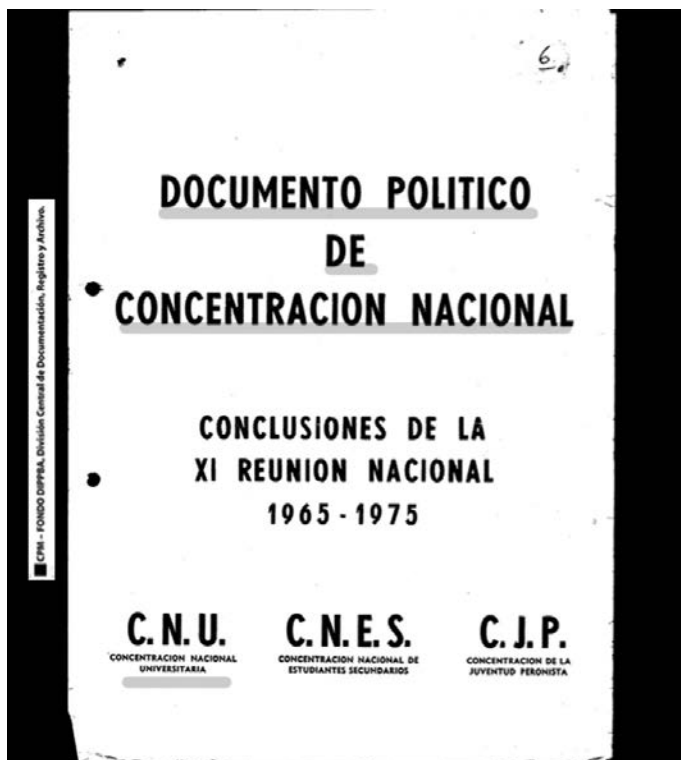 6
DOCUMENTO POLITICO
DE
CONCENTRACION NACIONAL
CONCLUSIONES DE LA
XI REUNION NACIONAL
1965 - 1975
C. N. U.
CONCENTRACION NACIONAL
UNIVERSITARIA
C. N. E. S.
CONCENTRACION NACIONAL DE
ESTUDIANTES SECUNDARIOS
C. J. P.
CONCENTRACION DE LA
JUVENTUD PERONISTA
CPM – FONDO DIPPBA, División Central de Documentación, Registro y Archivo.